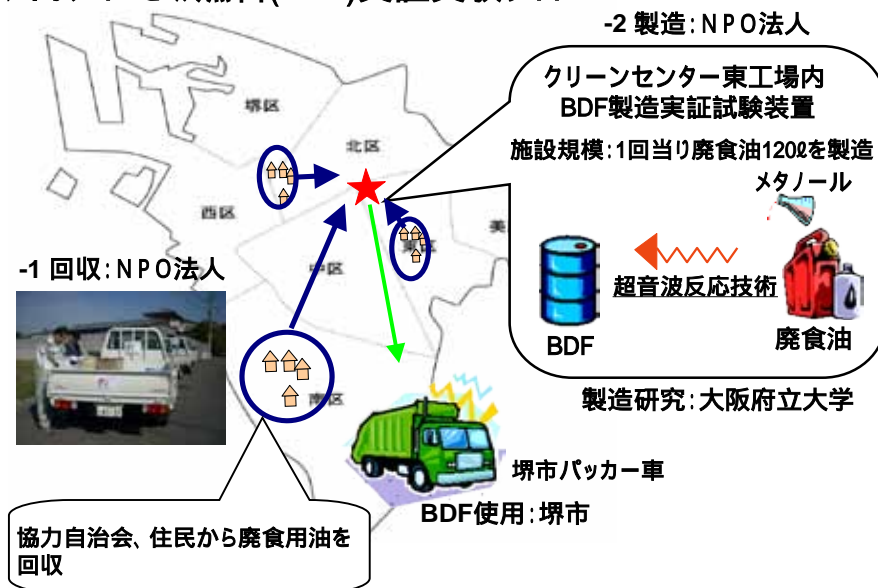 -2 製造：NPO法人
クリーンセンター東工場内
BDF製造実証試験装置
施設規模：1回当り廃食油120ℓを製造
メタノール
超音波反応技術
BDF
廃食油
製造研究：大阪府立大学
堺区
北区
西区
東区
美
中区
南区
-1 回収：NPO法人
堺市パッカー車
BDF使用：堺市
協力自治会、住民から廃食用油を
回収